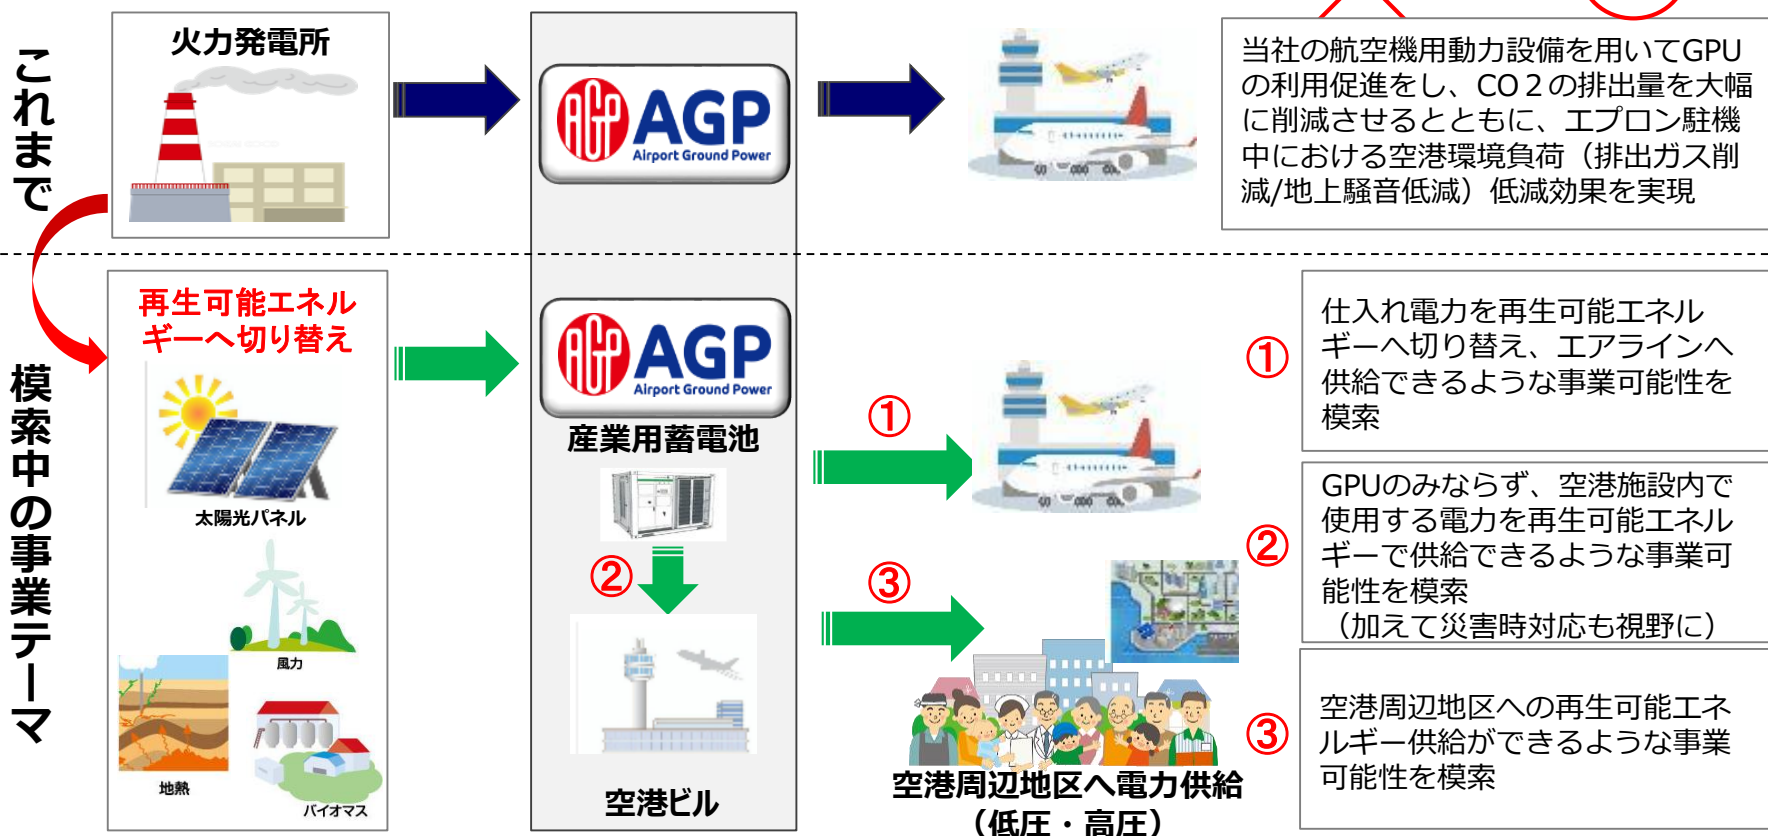 これまで
火力発電所
AGP
AGP
Airport Ground Power
当社の航空機用動力設備を用いてGPU
の利用促進をし、CO２の排出量を大幅
に削減させるとともに、エプロン駐機
中における空港環境負荷（排出ガス削
減/地上騒音低減）低減効果を実現
模索中の事業テーマ
再生可能エネル
ギーへ切り替え
太陽光パネル
風力
地熱
バイオマス
AGP
AGP
Airport Ground Power
産業用蓄電池
②
空港ビル
①
③
空港周辺地区へ電力供給
（低圧・高圧）
①
仕入れ電力を再生可能エネル
ギーへ切り替え、エアラインへ
供給できるような事業可能性を
模索
②
GPUのみならず、空港施設内で
使用する電力を再生可能エネル
ギーで供給できるような事業可
能性を模索
（加えて災害時対応も視野に）
③
空港周辺地区への再生可能エネ
ルギー供給ができるような事業
可能性を模索